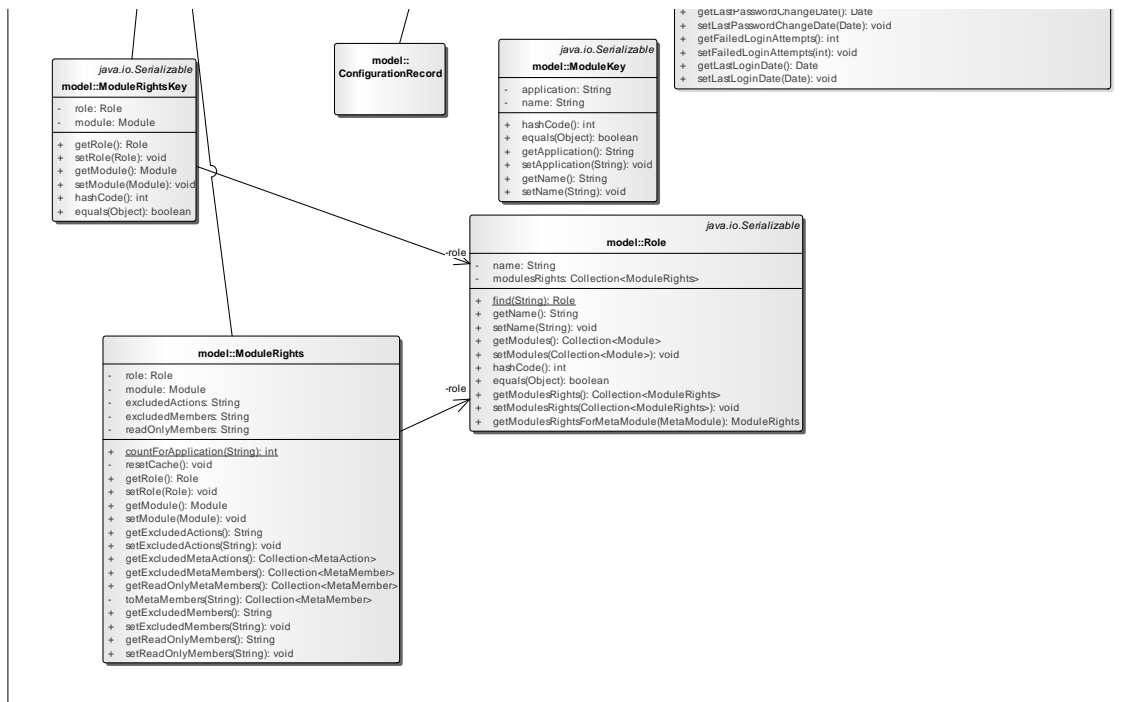 + getLastPasswordChangeDate(): Date
+ setLastPasswordChangeDate(Date): void
+ getFailedLoginAttempts(): int
+ setFailedLoginAttempts(int): void
+ getLastLoginDate(): Date
+ setLastLoginDate(Date): void
model::
ConfigurationRecord
java.io.Serializable
model::ModuleKey
- application: String
- name: String
+ hashCode(): int
+ equals(Object): boolean
+ getApplication(): String
+ setApplication(String): void
+ getName(): String
+ setName(String): void
java.io.Serializable
model::ModuleRightsKey
- role: Role
- module: Module
+ getRole(): Role
+ setRole(Role): void
+ getModule(): Module
+ setModule(Module): void
+ hashCode(): int
+ equals(Object): boolean
-role
java.io.Serializable
model::Role
- name: String
- modulesRights: Collection<ModuleRights>
+ find(String): Role
+ getName(): String
+ setName(String): void
+ getModules(): Collection<Module>
+ setModules(Collection<Module>): void
+ hashCode(): int
+ equals(Object): boolean
+ getModulesRights(): Collection<ModuleRights>
+ setModulesRights(Collection<ModuleRights>): void
+ getModulesRightsForMetaModule(MetaModule): ModuleRights
-role
model::ModuleRights
- role: Role
- module: Module
- excludedActions: String
- excludedMembers: String
- readOnlyMembers: String
+ countForApplication(String): int
- resetCache(): void
+ getRole(): Role
+ setRole(Role): void
+ getModule(): Module
+ setModule(Module): void
+ getExcludedActions(): String
+ setExcludedActions(String): void
+ getExcludedMetaActions(): Collection<MetaAction>
+ getExcludedMetaMembers(): Collection<MetaMember>
+ getReadOnlyMetaMembers(): Collection<MetaMember>
- toMetaMembers(String): Collection<MetaMember>
+ getExcludedMembers(): String
+ setExcludedMembers(String): void
+ getReadOnlyMembers(): String
+ setReadOnlyMembers(String): void